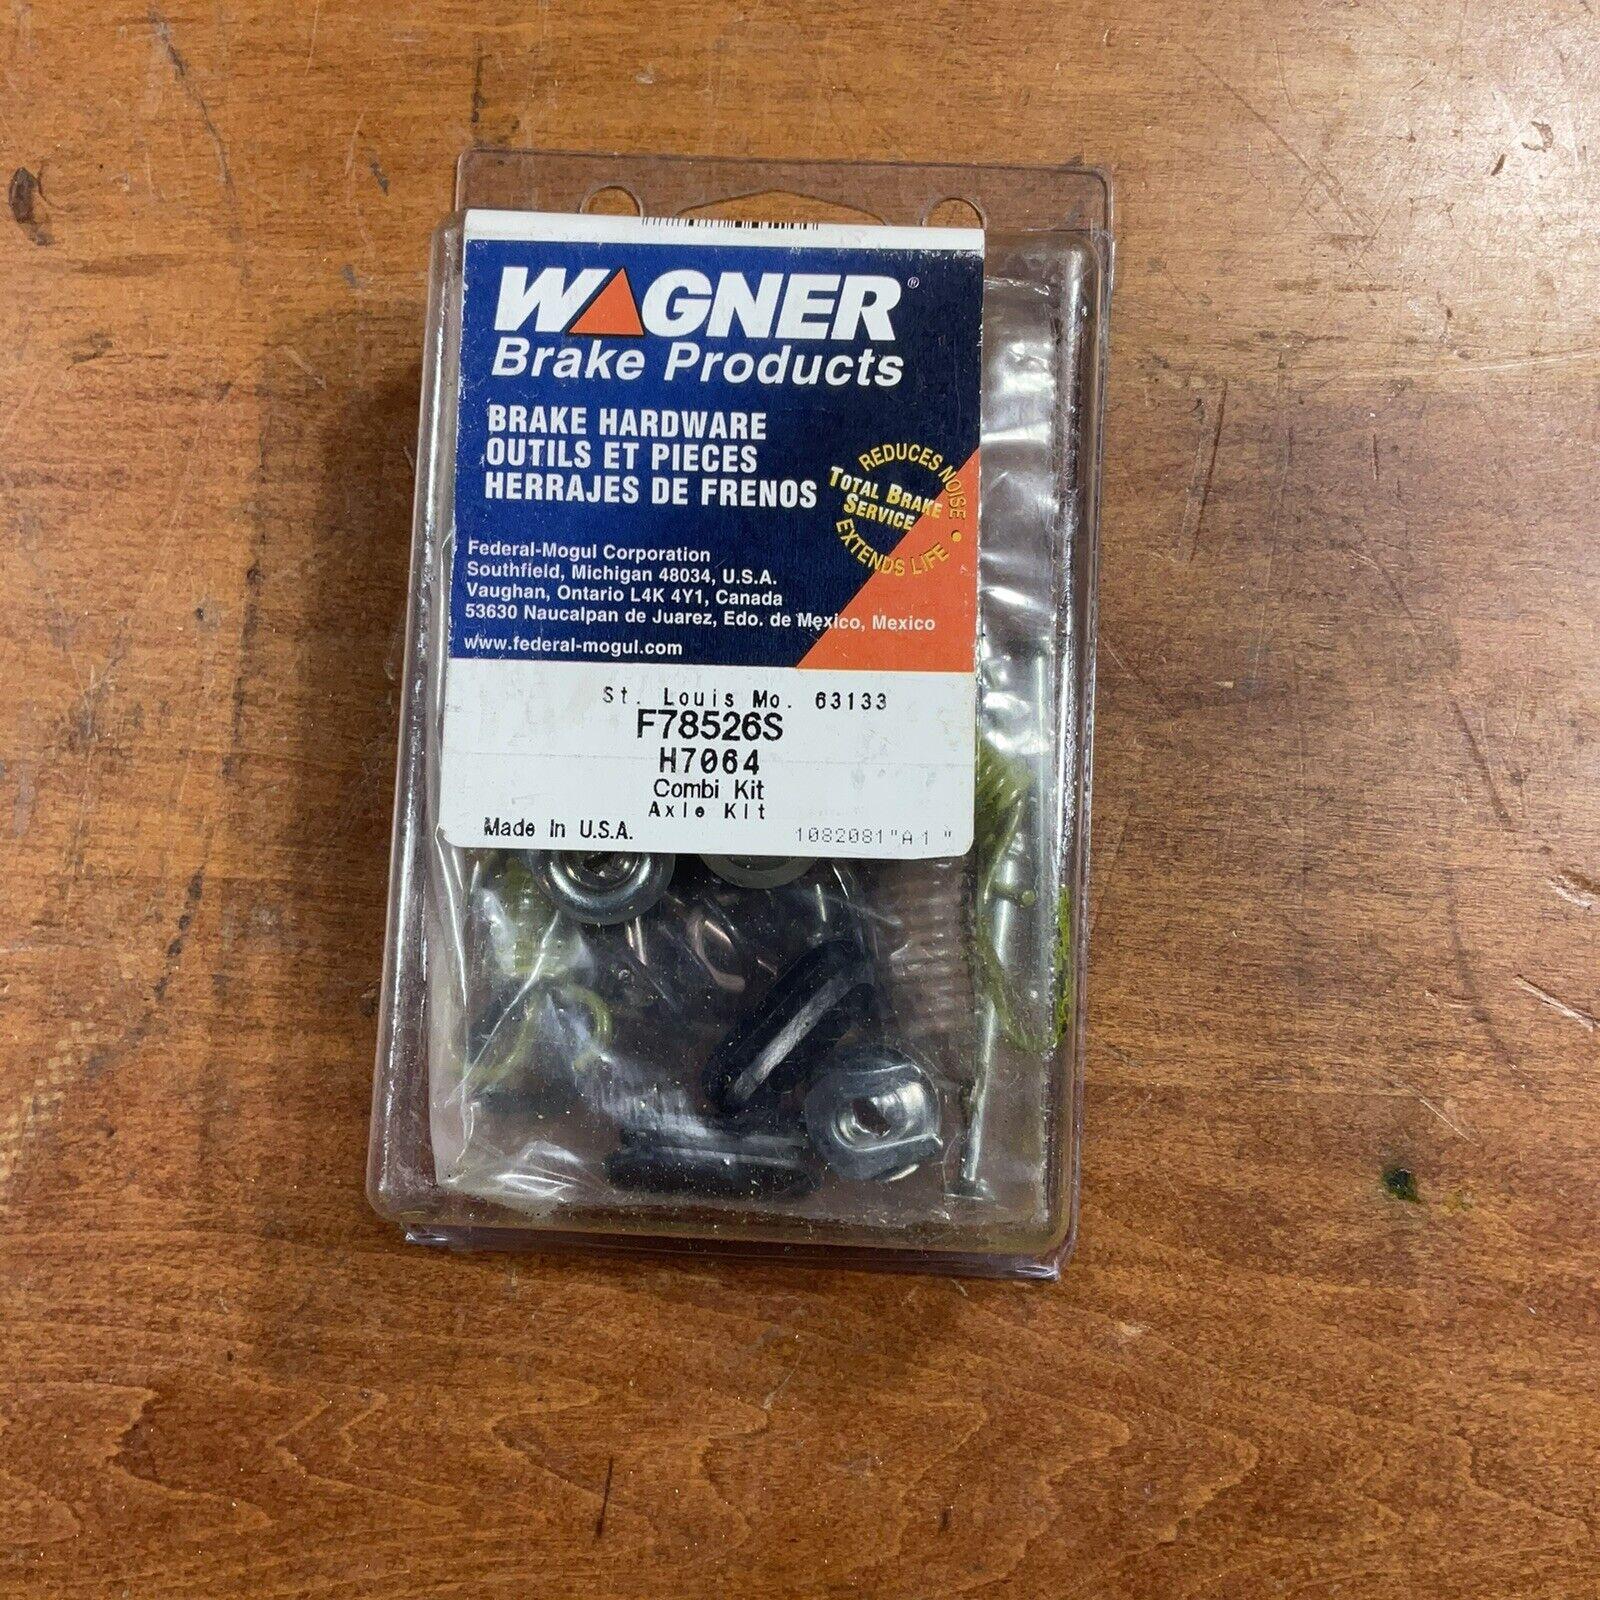 WAGNER®
Brake Products
BRAKE HARDWARE
OUTILS ET PIECES
HERRAJES DE FRENOS
REDUCES NOISE •
TOTAL BRAKE
SERVICE
EXTENDS LIFE
Federal-Mogul Corporation
Southfield, Michigan 48034, U.S.A.
Vaughan, Ontario L4K 4Y1, Canada
53630 Naucalpan de Juarez, Edo. de Mexico, Mexico
www.federal-mogul.com
St. Louis Mo. 63133
F78526S
H7064
Combi Kit
Axle Kit
Made In U.S.A.
1082081"A1 "